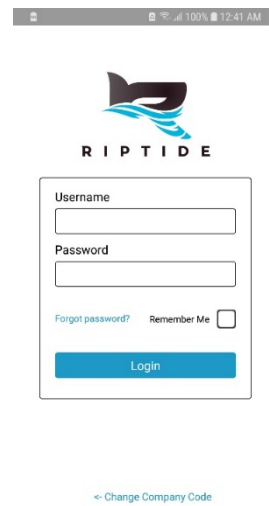 100% 12:41 AM
RIPTIDE
Username
Password
Forgot password? Remember Me
Login
<- Change Company Code